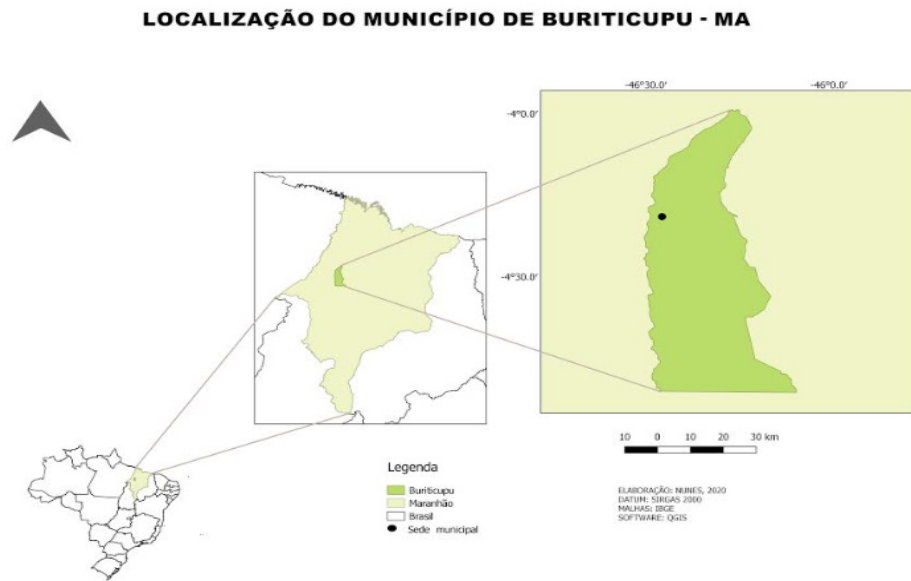 LOCALIZAÇÃO DO MUNICÍPIO DE BURITICUPU - MA
-46°30.0'
-46°0.0'
-4°0.0'
-4°30.0'
10 0 10 20 30 km
Legenda
Buriticupu
Maranhão
Brasil
Sede municipal
ELABORAÇÃO: NUNES, 2020
DATUM: SIRGAS 2000
MALHAS: IBGE
SOFTWARE: QGIS